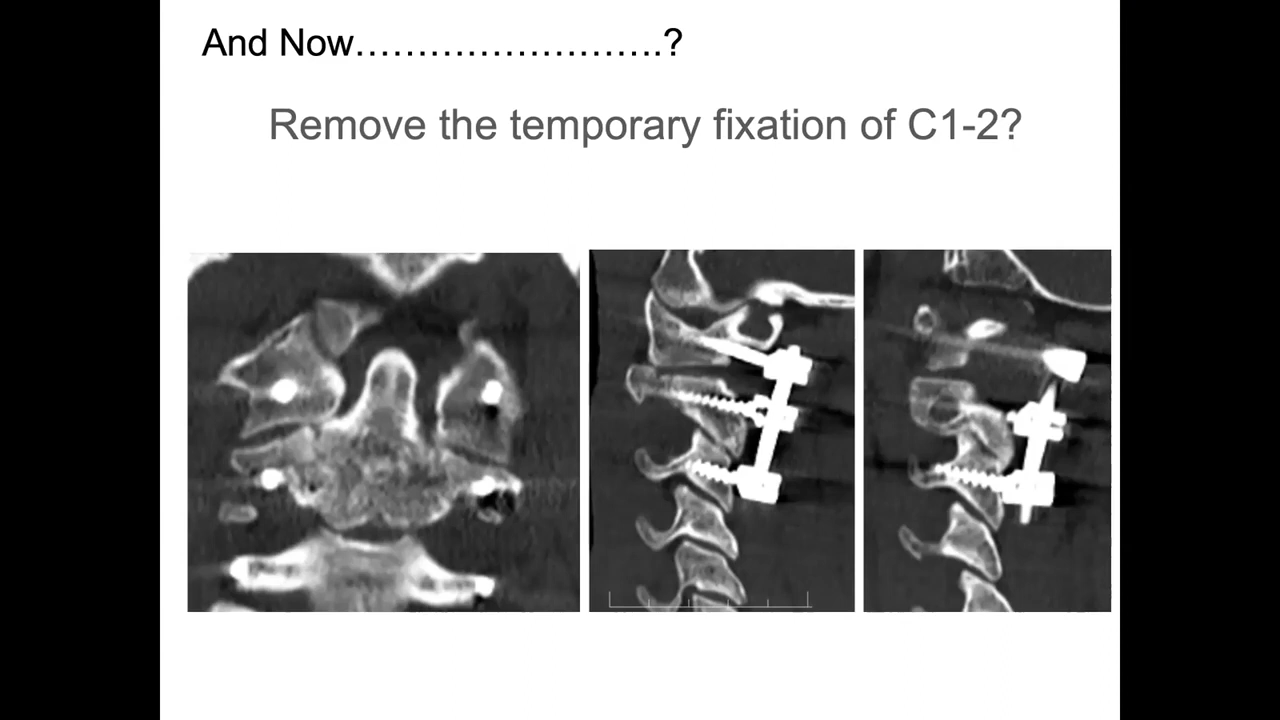 And Now…………………….?
Remove the temporary fixation of C1-2?